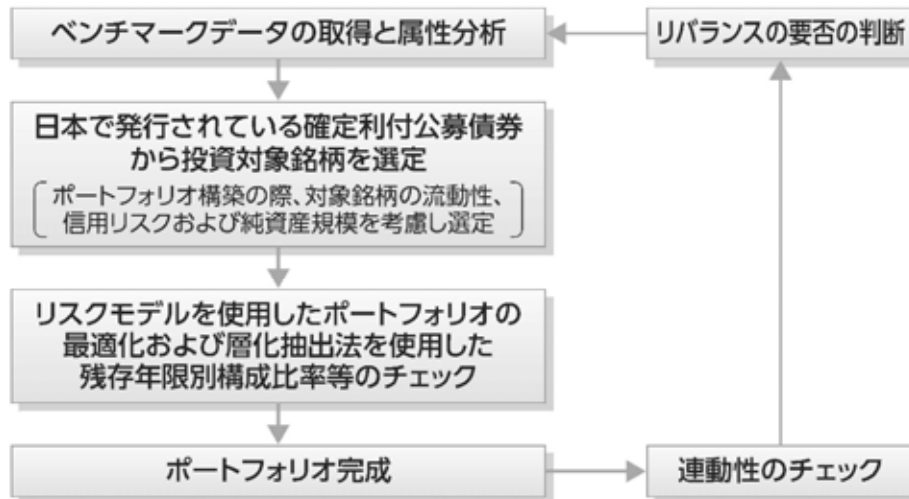 ベンチマークデータの取得と属性分析
リバランスの要否の判断
日本で発行されている確定利付公募債券
から投資対象銘柄を選定
ポートフォリオ構築の際、対象銘柄の流動性、
信用リスクおよび純資産規模を考慮し選定
リスクモデルを使用したポートフォリオの
最適化および層化抽出法を使用した
残存年限別構成比率等のチェック
ポートフォリオ完成
連動性のチェック